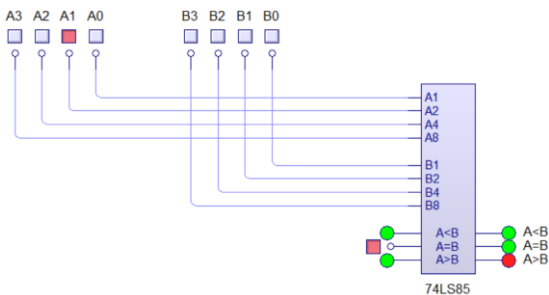 A3 A2 A1 A0 B3 B2 B1 B0
A1
A2
A4
A8
B1
B2
B4
B8
A<B A<B
A=B A=B
A>B A>B
74LS85